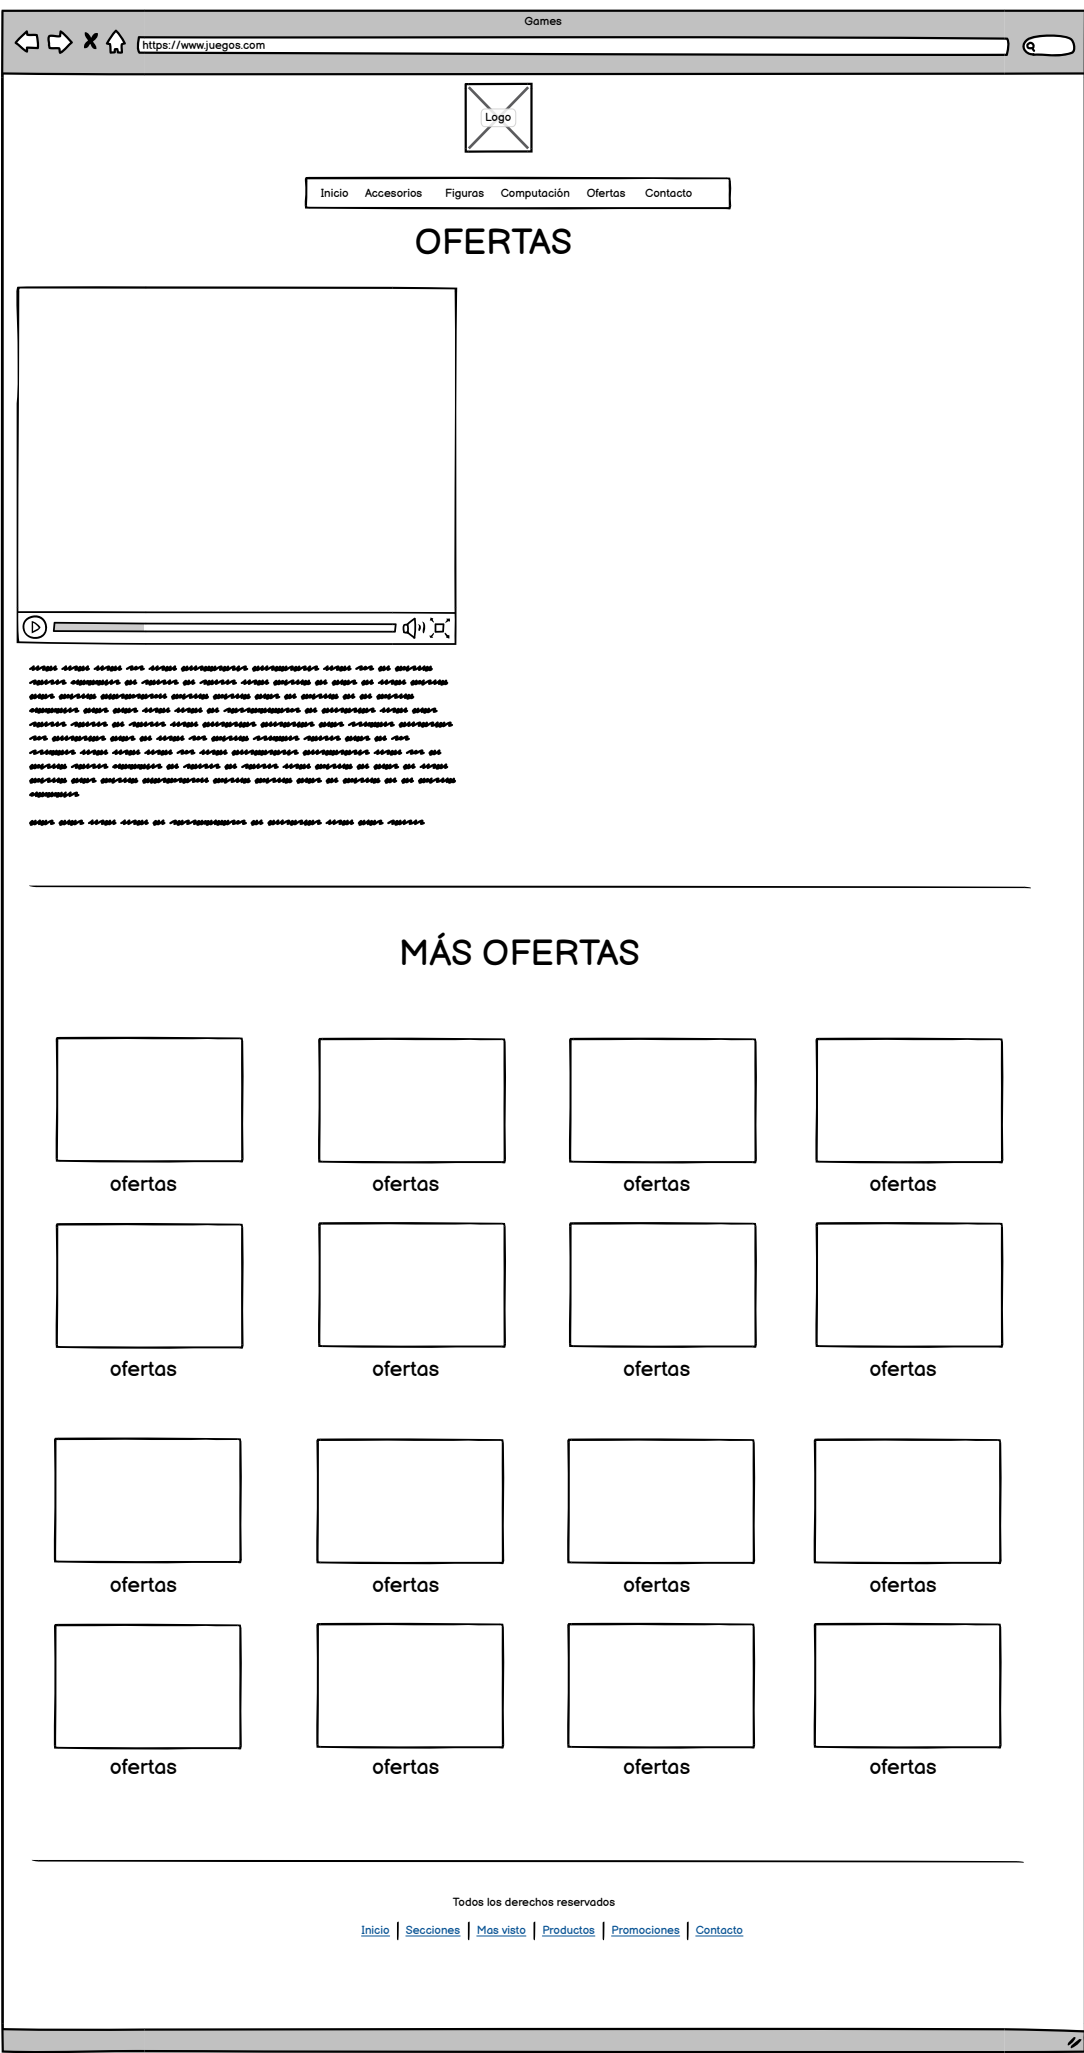 Games
https://www.juegos.com
Logo
Inicio Accesorios Figuras Computación Ofertas Contacto
OFERTAS
MÁS OFERTAS
ofertas ofertas ofertas ofertas
ofertas ofertas ofertas ofertas
ofertas ofertas ofertas ofertas
ofertas ofertas ofertas ofertas
Todos los derechos reservados
Inicio | Secciones | Mas visto | Productos | Promociones | Contacto